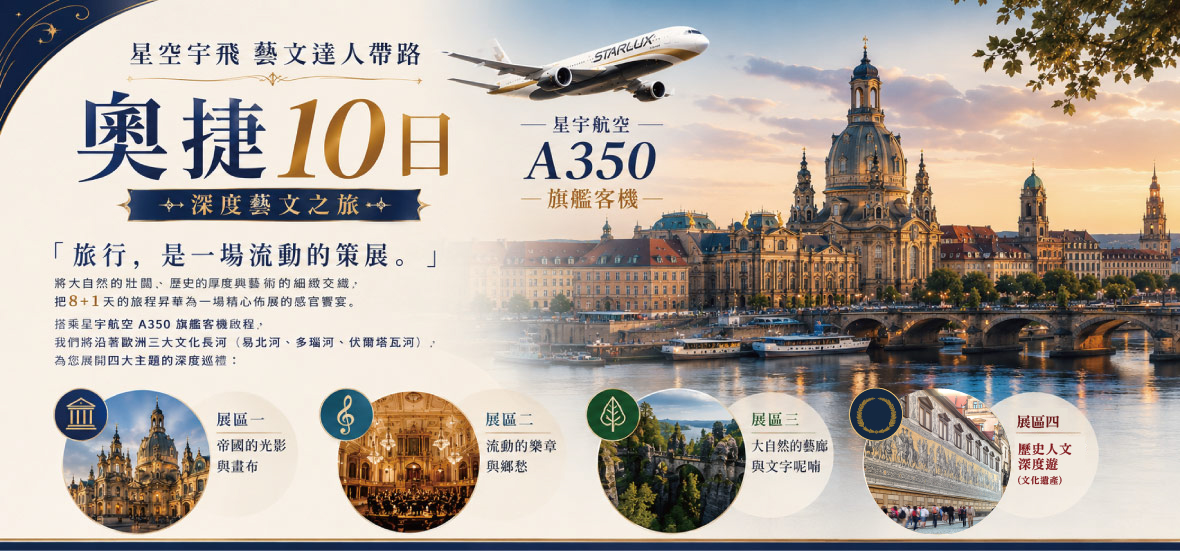 星空宇飛 藝文達人帶路
奧捷10日
深度藝文之旅
「旅行，是一場流動的策展。」
將大自然的壯闊、歷史的厚度與藝術的細緻交織，
把8+1天的旅程昇華為一場精心佈展的感官饗宴。
搭乘星宇航空 A350 旗艦客機啟程，
我們將沿著歐洲三大文化長河（易北河、多瑙河、伏爾塔瓦河），
為您展開四大主題的深度巡禮：
STARLUX
星宇航空
A350
旗艦客機
展區一
帝國的光影
與畫布
展區二
流動的樂章
與鄉愁
展區三
大自然的藝廊
與文字呢喃
展區四
歷史人文
深度遊
(文化遺產)